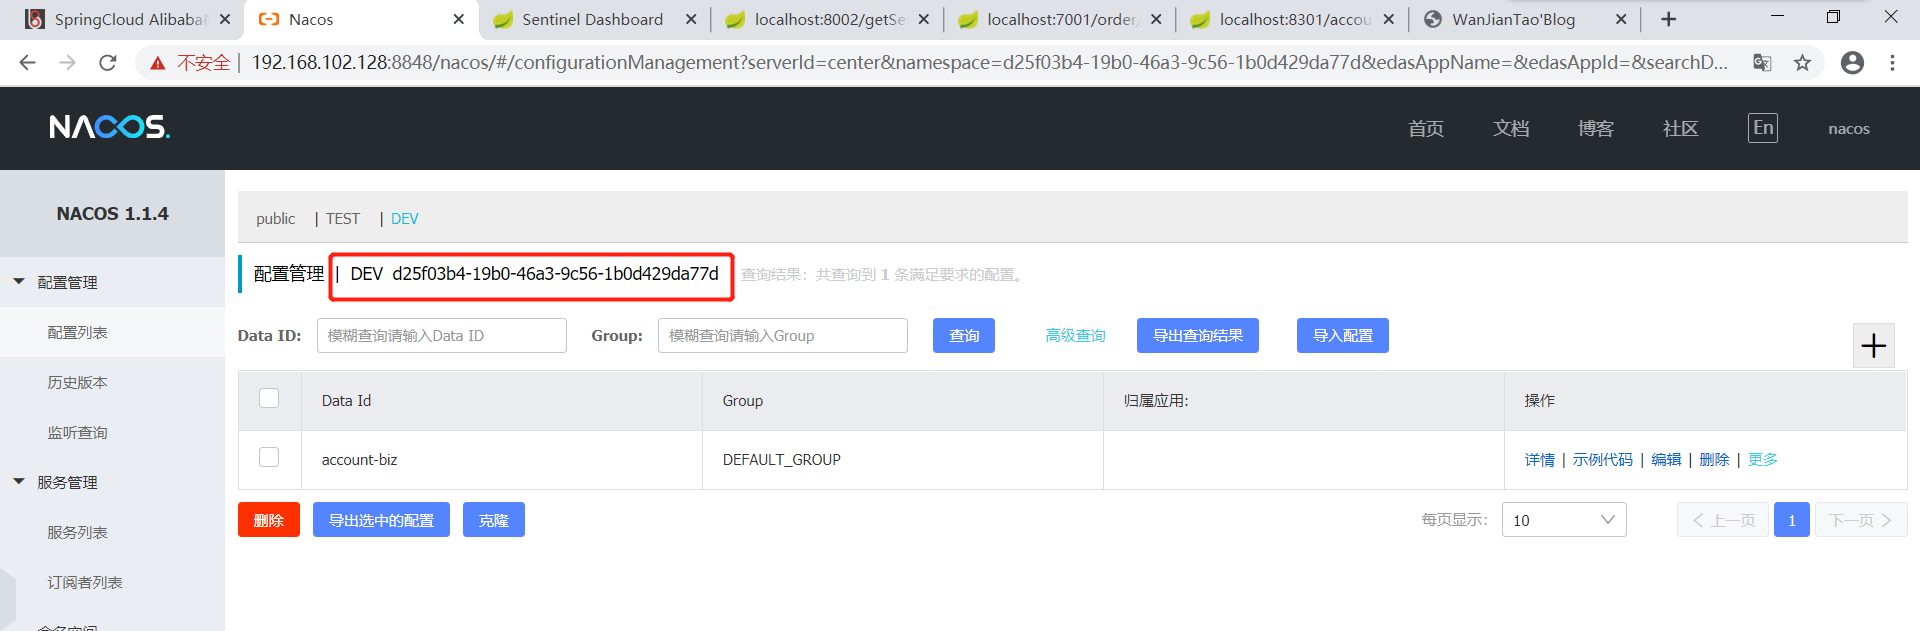 SpringCloud Alibaba
Nacos
Sentinel Dashboard
localhost:8002/getSe
localhost:7001/order/
localhost:8301/accou
WanJianTao'Blog
不安全 | 192.168.102.128:8848/nacos/#/configurationManagement?serverId=center&namespace=d25f03b4-19b0-46a3-9c56-1b0d429da77d&edasAppName=&edasAppId=&searchD...
NACOS.
首页 文档 博客 社区 En nacos
NACOS 1.1.4
public | TEST | DEV
配置管理 | DEV d25f03b4-19b0-46a3-9c56-1b0d429da77d 查询结果：共查询到 1 条满足要求的配置。
配置管理
配置列表
历史版本
监听查询
服务管理
服务列表
订阅者列表
命名空间
Data ID: 模糊查询请输入Data ID Group: 模糊查询请输入Group 查询 高级查询 导出查询结果 导入配置
Data Id Group 归属应用: 操作
account-biz DEFAULT_GROUP 详情 | 示例代码 | 编辑 | 删除 | 更多
删除 导出选中的配置 克隆 每页显示: 10 上一页 1 下一页